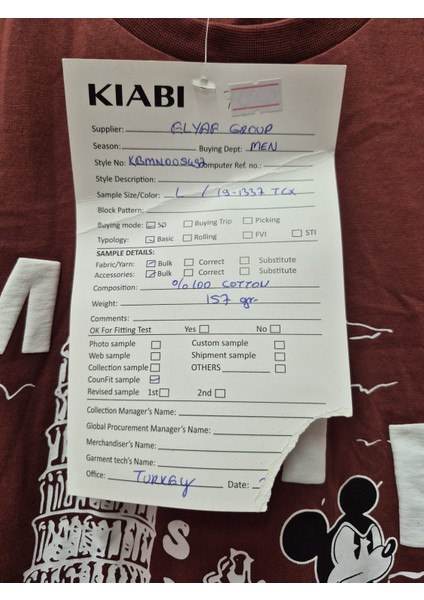 KIABI
Supplier: ELYAF GROUP
Season: Buying Dept: MEN
Style No: KBMN005497 Computer Ref. no.:
Style Description:
Sample Size/Color: L / 19-1337 TCX
Block Pattern:
Buying mode: SD Buying Trip Picking
Typology: Basic Rolling FVI STI
SAMPLE DETAILS:
Fabric/Yarn: Bulk Correct Substitute
Accessories: Bulk Correct Substitute
Composition: %100 COTTON
Weight: 157 gr.
Comments:
OK For Fitting Test Yes No
Photo sample Custom sample
Web sample Shipment sample
Collection sample OTHERS
CounFit sample
Revised sample 1st 2nd
Collection Manager's Name:
Global Procurement Manager's Name:
Merchandiser's Name:
Garment tech's Name:
Office: TURKEY Date:
S